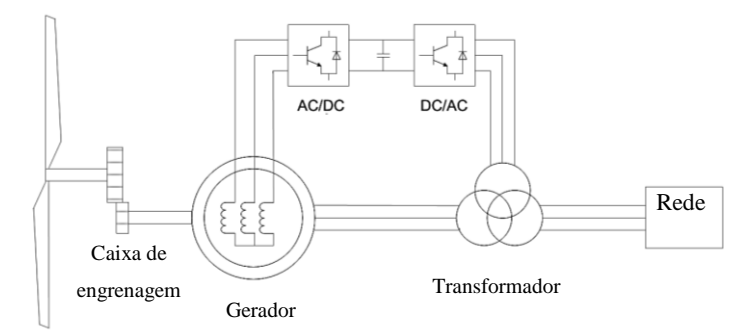 AC/DC
DC/AC
Rede
Caixa de
engrenagem
Gerador
Transformador